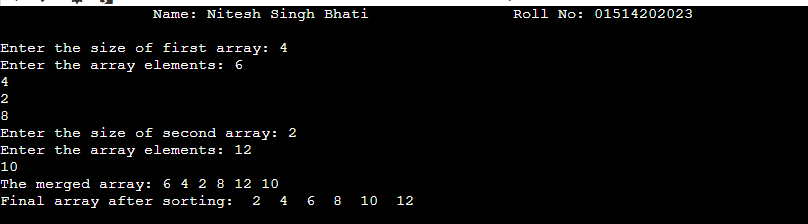 Name: Nitesh Singh Bhati Roll No: 01514202023
Enter the size of first array: 4
Enter the array elements: 6
4
2
8
Enter the size of second array: 2
Enter the array elements: 12
10
The merged array: 6 4 2 8 12 10
Final array after sorting: 2 4 6 8 10 12